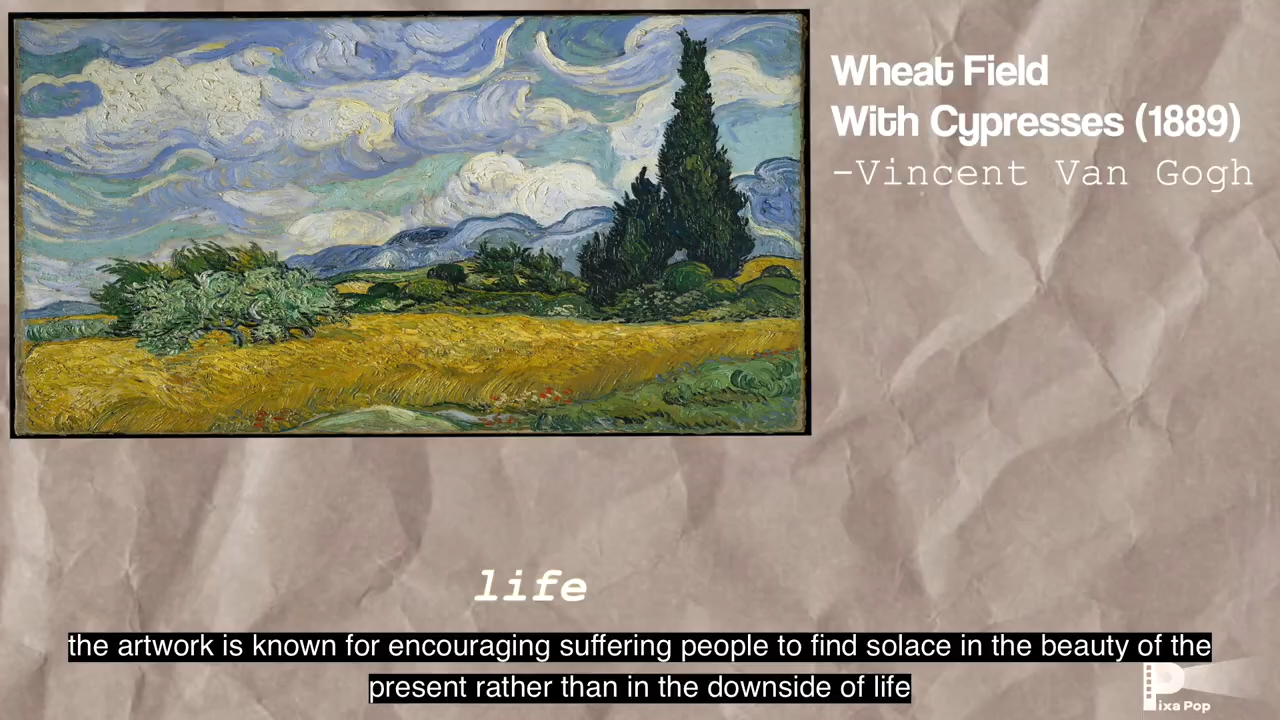 Wheat Field
With Cypresses (1889)
-Vincent Van Gogh
life
the artwork is known for encouraging suffering people to find solace in the beauty of the
present rather than in the downside of life
Pixa Pop